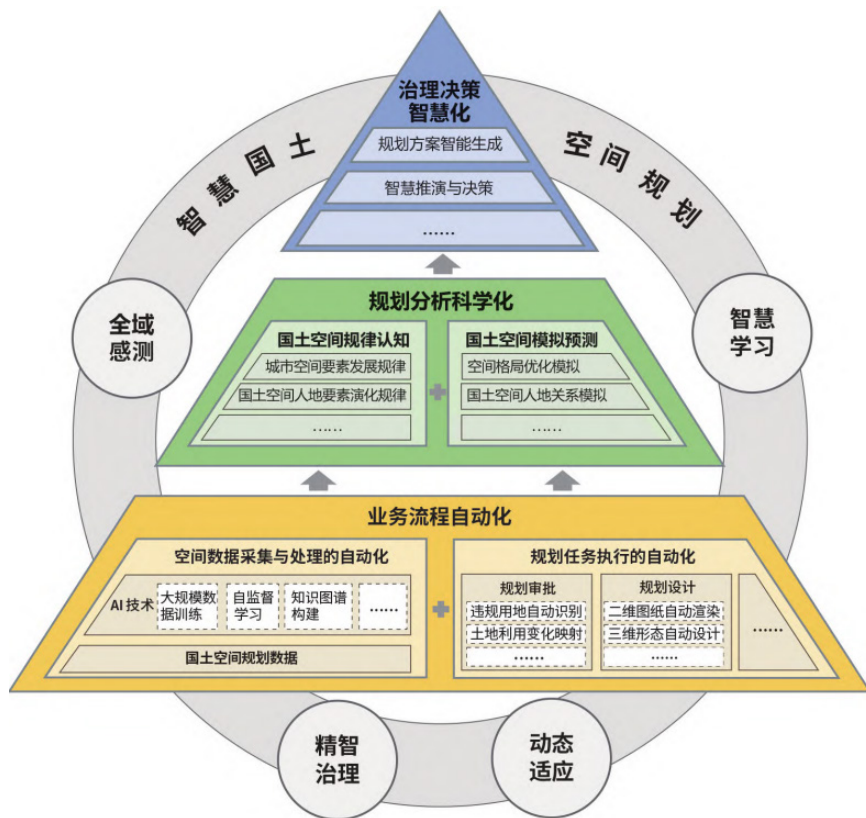 治理决策
智慧化
规划方案智能生成
智慧推演与决策
……
智慧国土
空间规划
全域
感测
智慧
学习
规划分析科学化
国土空间规律认知
城市空间要素发展规律
国土空间人地要素演化规律
……
国土空间模拟预测
空间格局优化模拟
国土空间人地关系模拟
……
业务流程自动化
空间数据采集与处理的自动化
AI 技术
大规模数
据训练
自监督
学习
知识图谱
构建
……
国土空间规划数据
规划任务执行的自动化
规划审批
违规用地自动识别
土地利用变化映射
……
规划设计
二维图纸自动渲染
三维形态自动设计
……
……
精智
治理
动态
适应